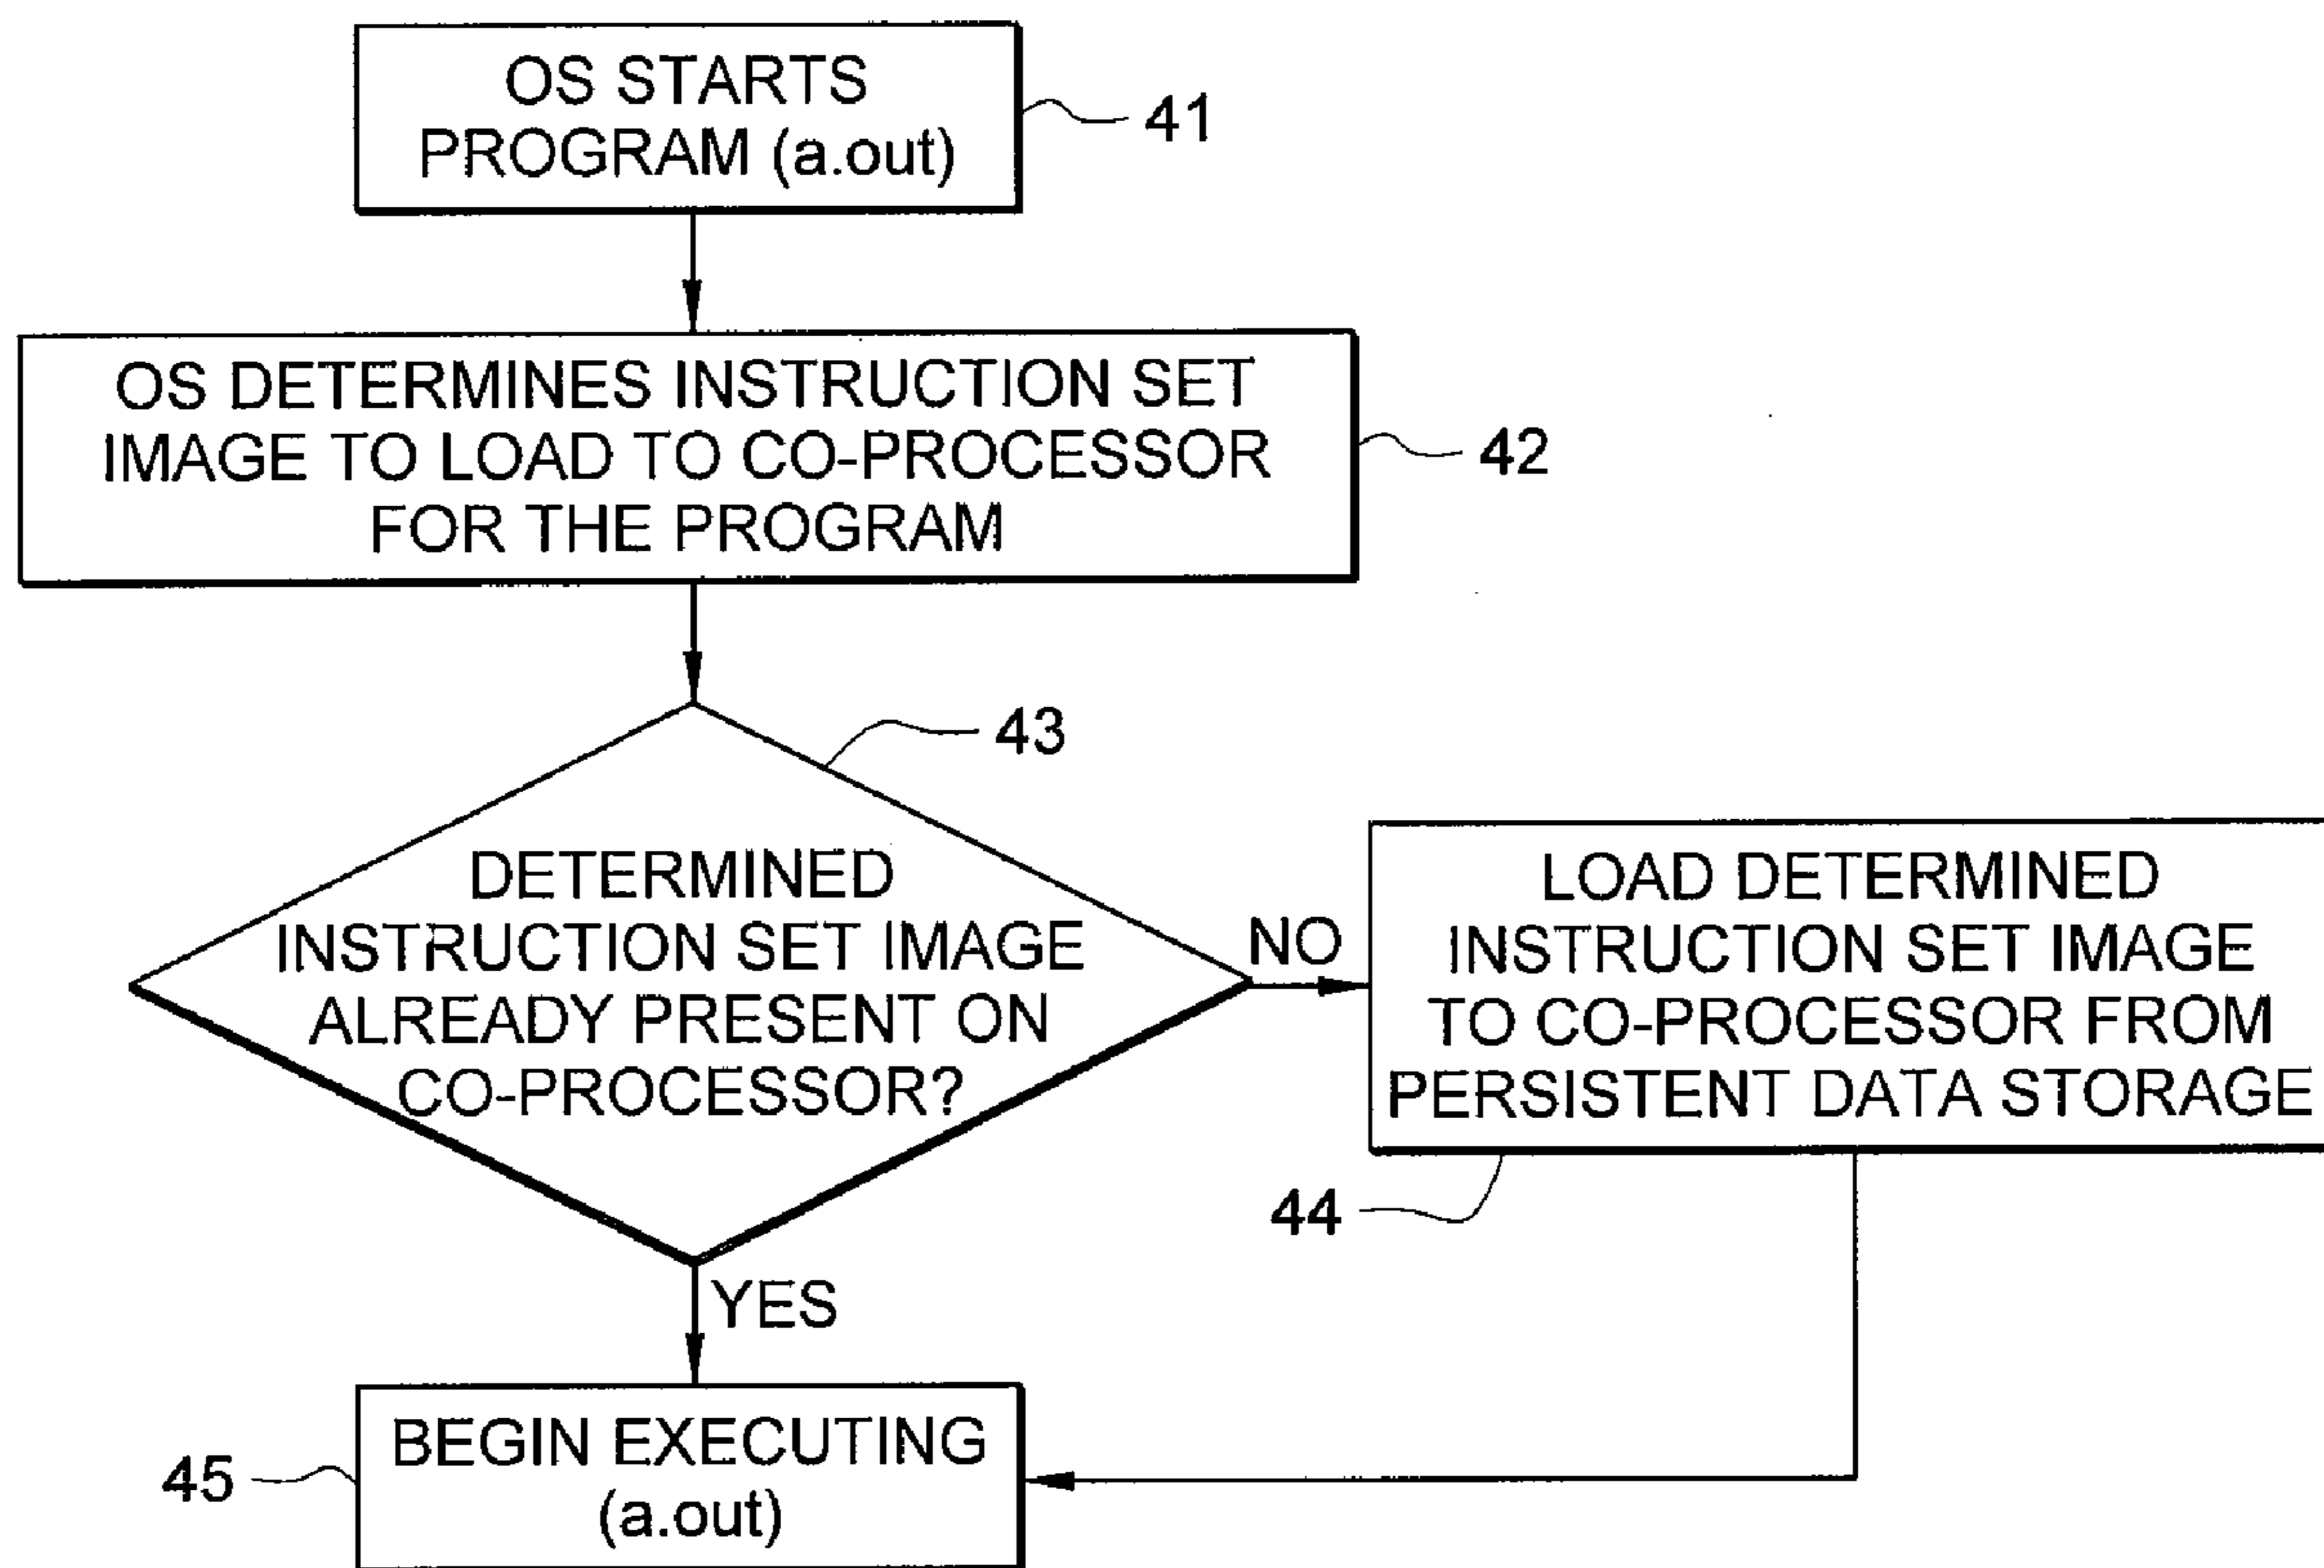 OS STARTS
PROGRAM (a.out)
41
OS DETERMINES INSTRUCTION SET
IMAGE TO LOAD TO CO-PROCESSOR
FOR THE PROGRAM
42
43
DETERMINED
INSTRUCTION SET IMAGE
ALREADY PRESENT ON
CO-PROCESSOR?
NO
LOAD DETERMINED
INSTRUCTION SET IMAGE
TO CO-PROCESSOR FROM
PERSISTENT DATA STORAGE
44
YES
BEGIN EXECUTING
(a.out)
45